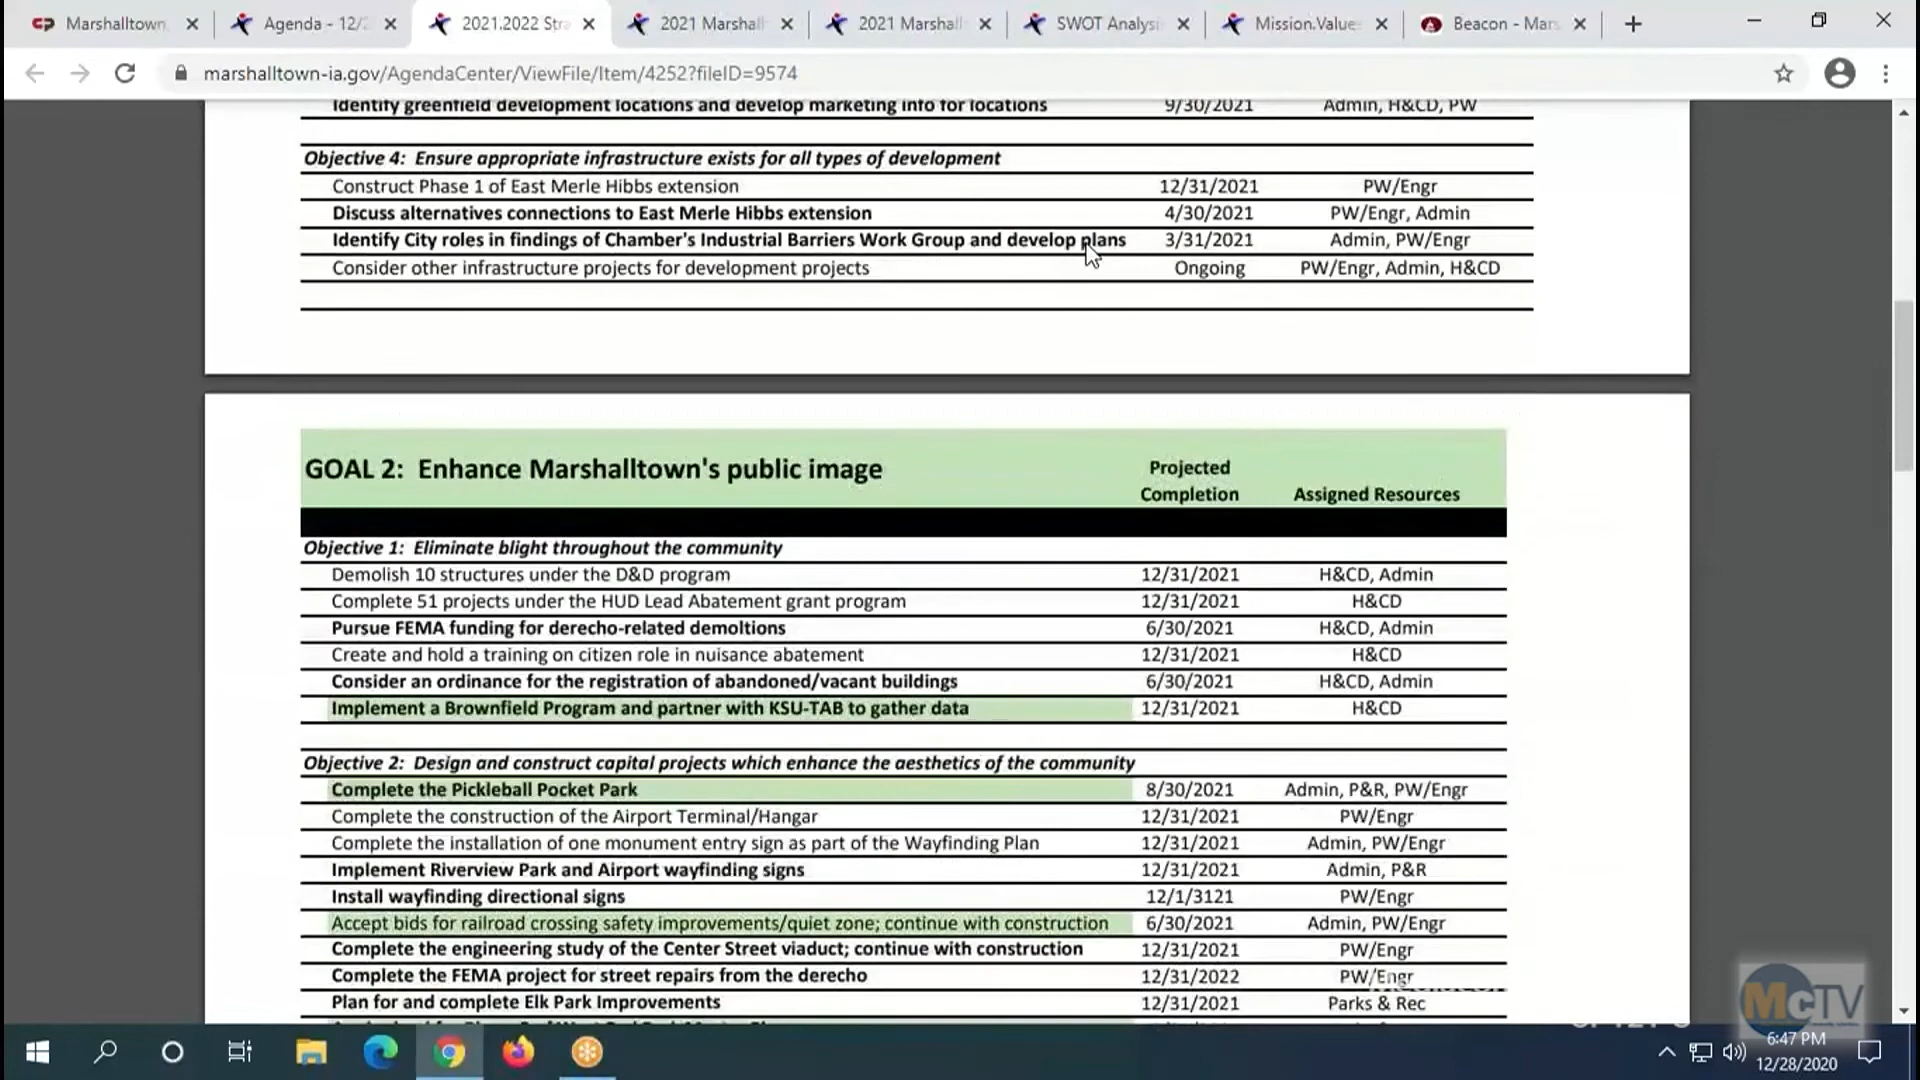 Marshalltown, Agenda - 12/2 2021.2022 Stra 2021 Marshall 2021 Marshall SWOT Analysi Mission.Values Beacon - Mars
marshalltown-ia.gov/AgendaCenter/ViewFile/Item/4252?fileID=9574
Identify greenfield development locations and develop marketing info for locations 9/30/2021 Admin, H&CD, PW
Objective 4: Ensure appropriate infrastructure exists for all types of development
Construct Phase 1 of East Merle Hibbs extension 12/31/2021 PW/Engr
Discuss alternatives connections to East Merle Hibbs extension 4/30/2021 PW/Engr, Admin
Identify City roles in findings of Chamber's Industrial Barriers Work Group and develop plans 3/31/2021 Admin, PW/Engr
Consider other infrastructure projects for development projects Ongoing PW/Engr, Admin, H&CD
GOAL 2: Enhance Marshalltown's public image Projected
Completion Assigned Resources
Objective 1: Eliminate blight throughout the community
Demolish 10 structures under the D&D program 12/31/2021 H&CD, Admin
Complete 51 projects under the HUD Lead Abatement grant program 12/31/2021 H&CD
Pursue FEMA funding for derecho-related demoltions 6/30/2021 H&CD, Admin
Create and hold a training on citizen role in nuisance abatement 12/31/2021 H&CD
Consider an ordinance for the registration of abandoned/vacant buildings 6/30/2021 H&CD, Admin
Implement a Brownfield Program and partner with KSU-TAB to gather data 12/31/2021 H&CD
Objective 2: Design and construct capital projects which enhance the aesthetics of the community
Complete the Pickleball Pocket Park 8/30/2021 Admin, P&R, PW/Engr
Complete the construction of the Airport Terminal/Hangar 12/31/2021 PW/Engr
Complete the installation of one monument entry sign as part of the Wayfinding Plan 12/31/2021 Admin, PW/Engr
Implement Riverview Park and Airport wayfinding signs 12/31/2021 Admin, P&R
Install wayfinding directional signs 12/1/3121 PW/Engr
Accept bids for railroad crossing safety improvements/quiet zone; continue with construction 6/30/2021 Admin, PW/Engr
Complete the engineering study of the Center Street viaduct; continue with construction 12/31/2021 PW/Engr
Complete the FEMA project for street repairs from the derecho 12/31/2022 PW/Engr
Plan for and complete Elk Park Improvements 12/31/2021 Parks & Rec
McTV
6:47 PM
12/28/2020